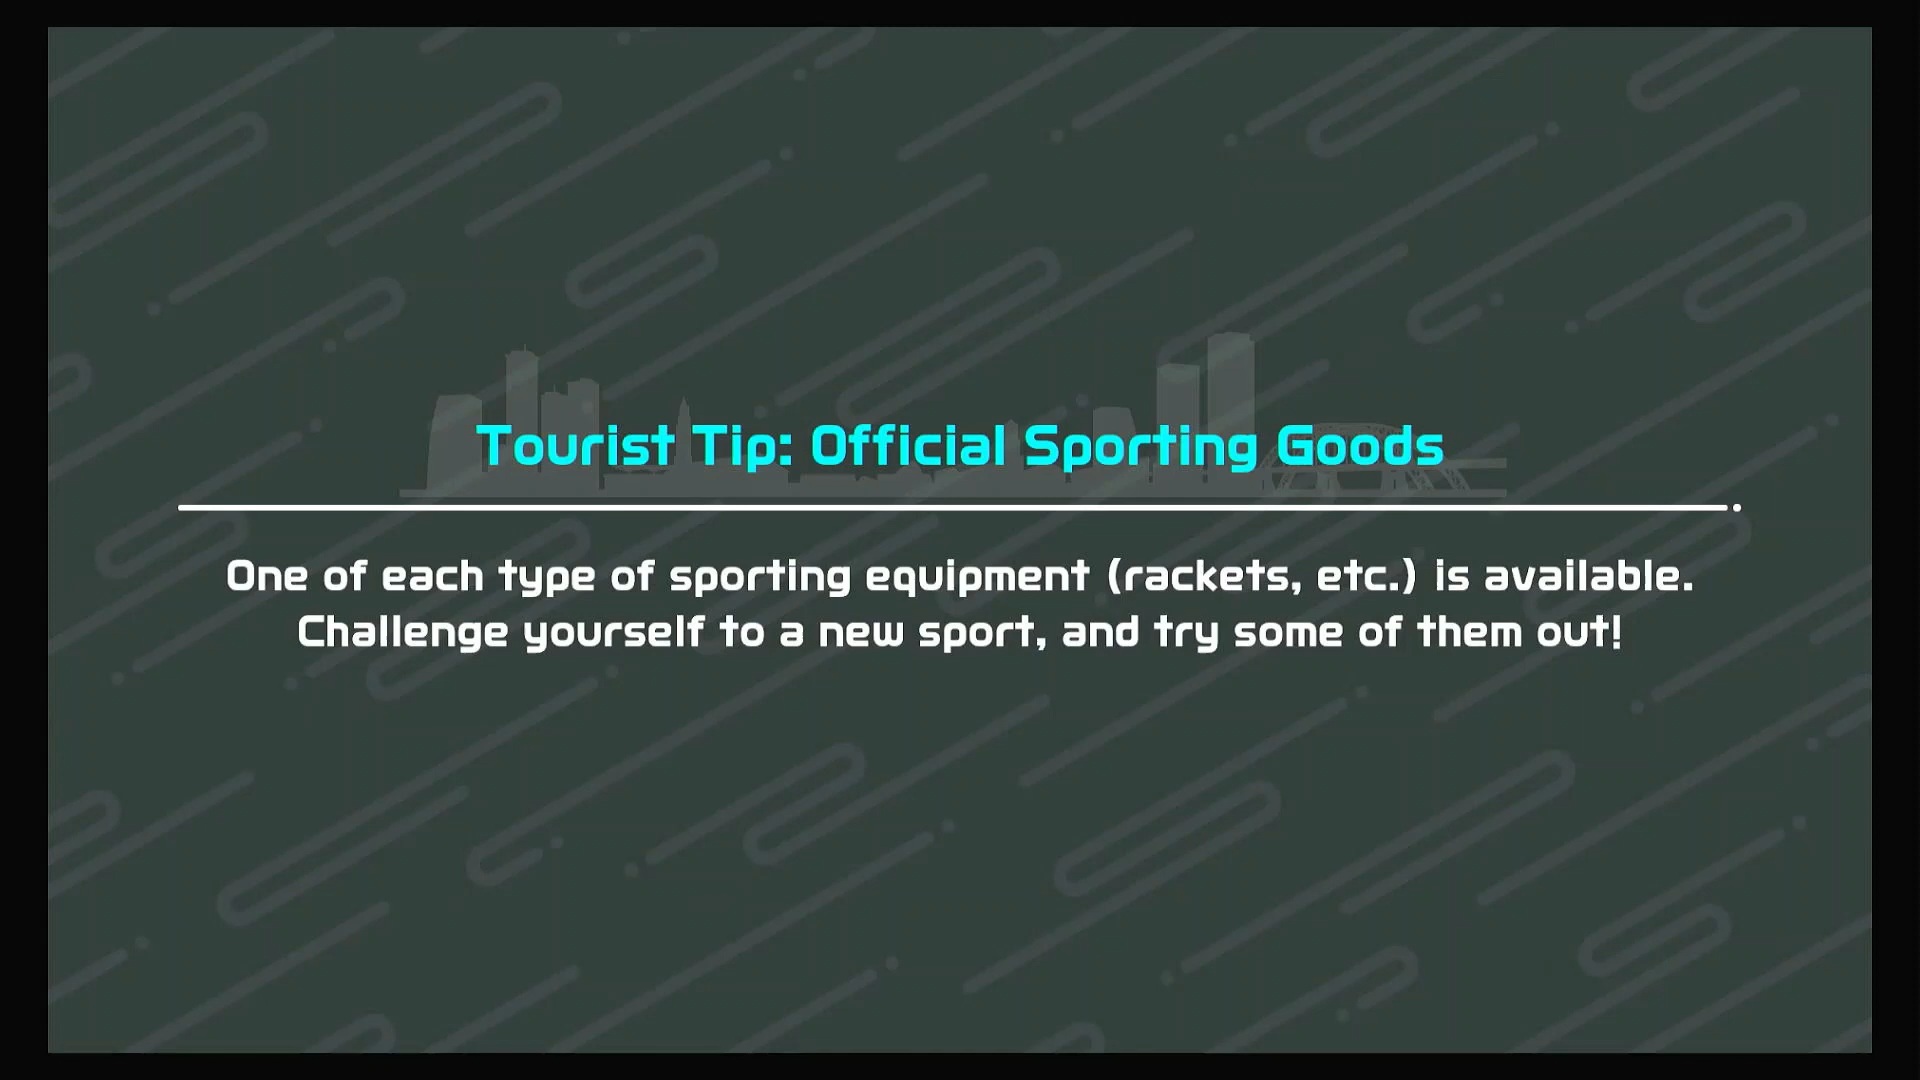 Tourist Tip: Official Sporting Goods
One of each type of sporting equipment (rackets, etc.) is available.
Challenge yourself to a new sport, and try some of them out!